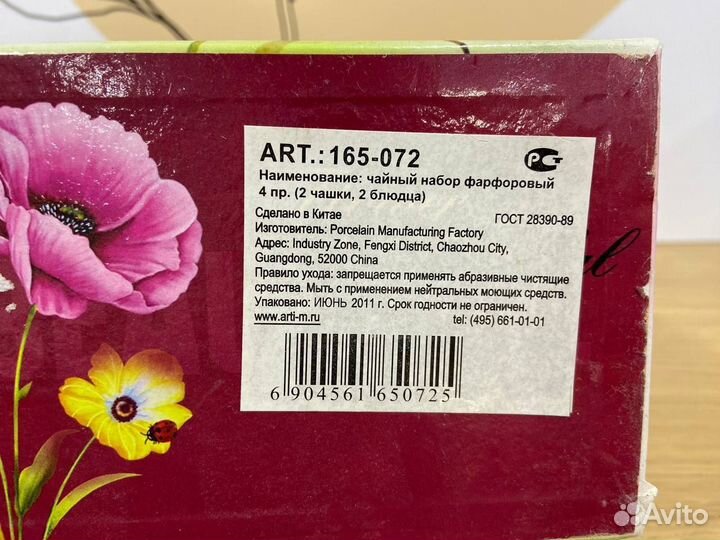 ART.:165-072
Наименование: чайный набор фарфоровый
4 пр. (2 чашки, 2 блюдца)
Сделано в Китае
ГОСТ 28390-89
Изготовитель: Porcelain Manufacturing Factory
Адрес: Industry Zone, Fengxi District, Chaozhou City,
Guangdong, 52000 China
Правило ухода: запрещается применять абразивные чистящие
средства. Мыть с применением нейтральных моющих средств.
Упаковано: ИЮНЬ 2011 г. Срок годности не ограничен.
www.arti-m.ru
tel: (495) 661-01-01
6 904561 650725
Avito